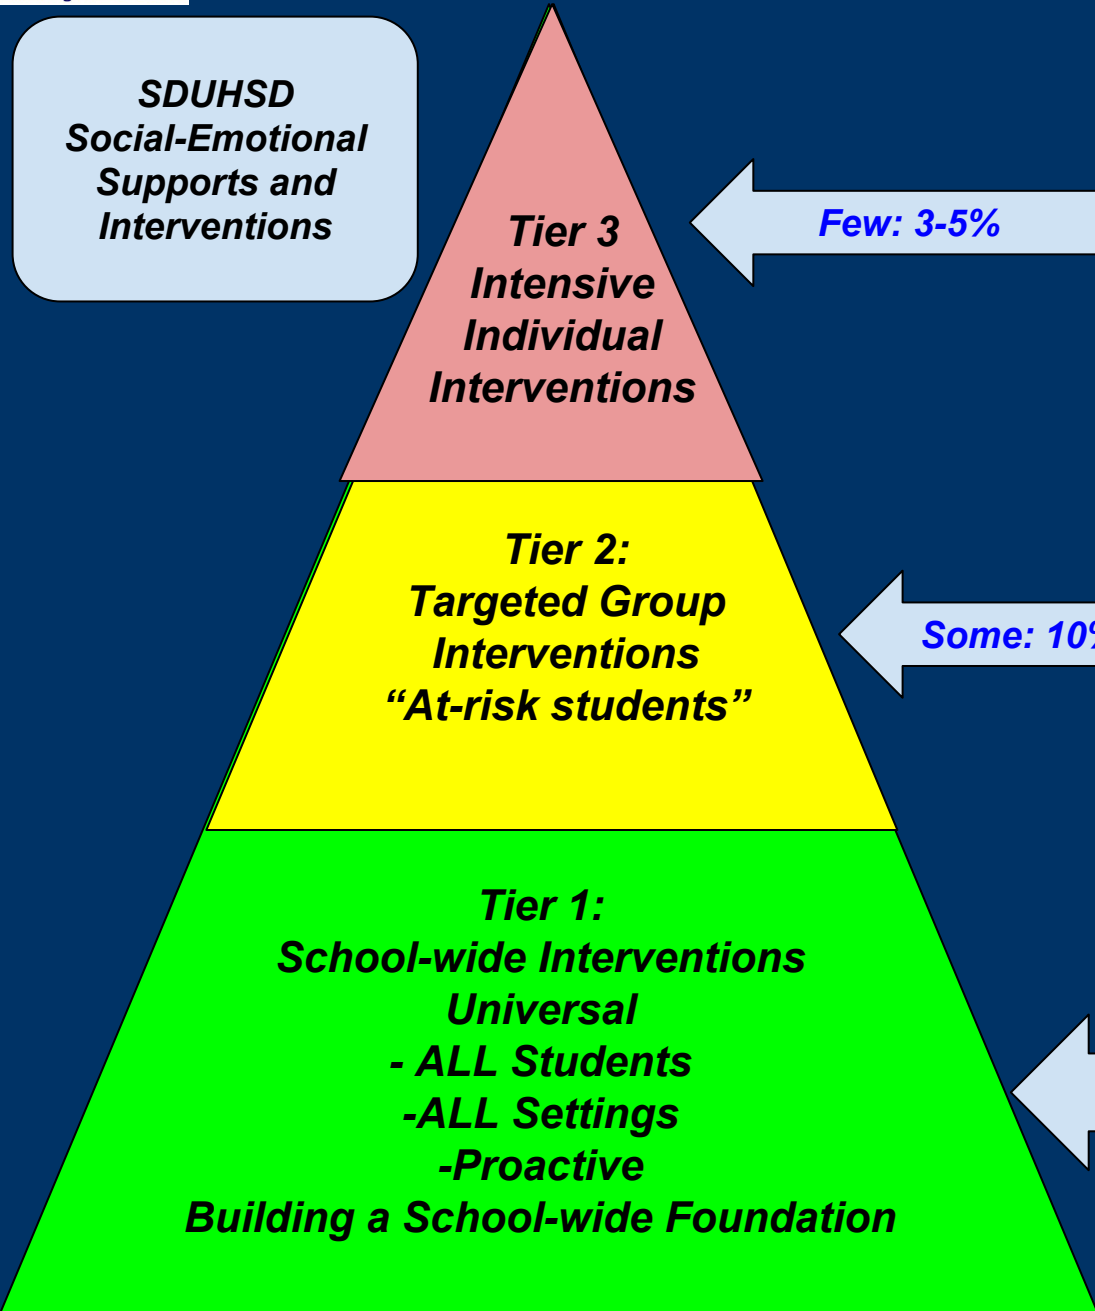 SDUHSD
Social-Emotional
Supports and
Interventions
Tier 3
Intensive
Individual
Interventions
Few: 3-5%
Tier 2:
Targeted Group
Interventions
“At-risk students”
Some: 10%
Tier 1:
School-wide Interventions
Universal
- ALL Students
-ALL Settings
-Proactive
Building a School-wide Foundation